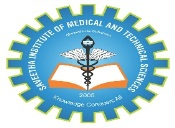 SAVEETHA INSTITUTE OF MEDICAL AND TECHNICAL SCIENCES
2005
Knowledge Conquers All